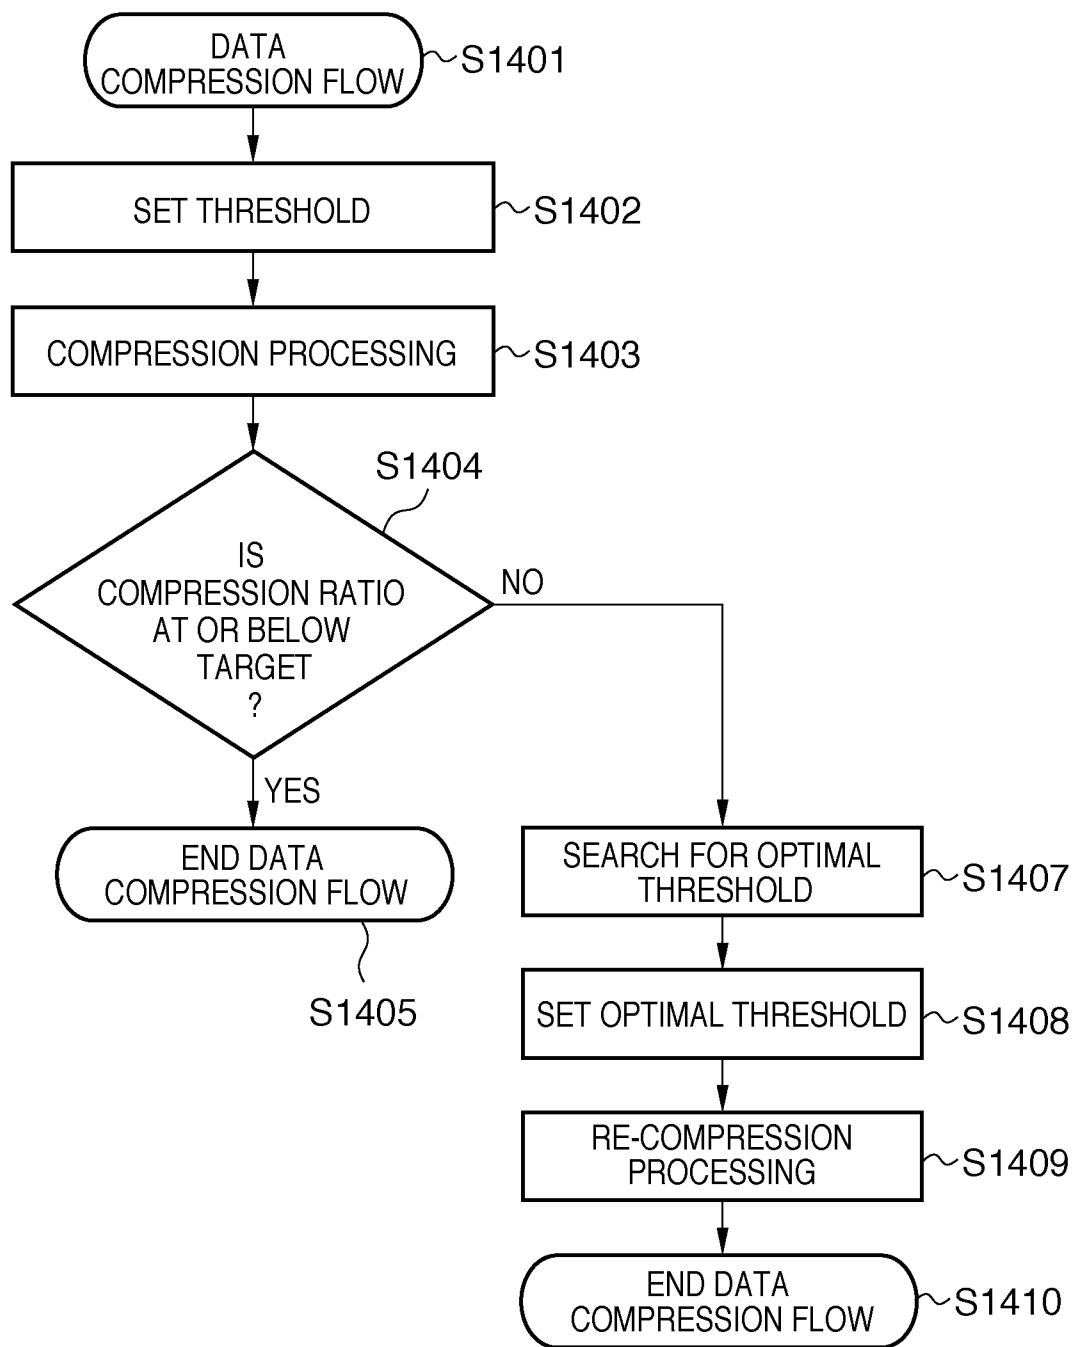 DATA
COMPRESSION FLOW
S1401
SET THRESHOLD
S1402
COMPRESSION PROCESSING
S1403
S1404
IS
COMPRESSION RATIO
AT OR BELOW
TARGET
?
NO
YES
END DATA
COMPRESSION FLOW
S1405
SEARCH FOR OPTIMAL
THRESHOLD
S1407
SET OPTIMAL THRESHOLD
S1408
RE-COMPRESSION
PROCESSING
S1409
END DATA
COMPRESSION FLOW
S1410